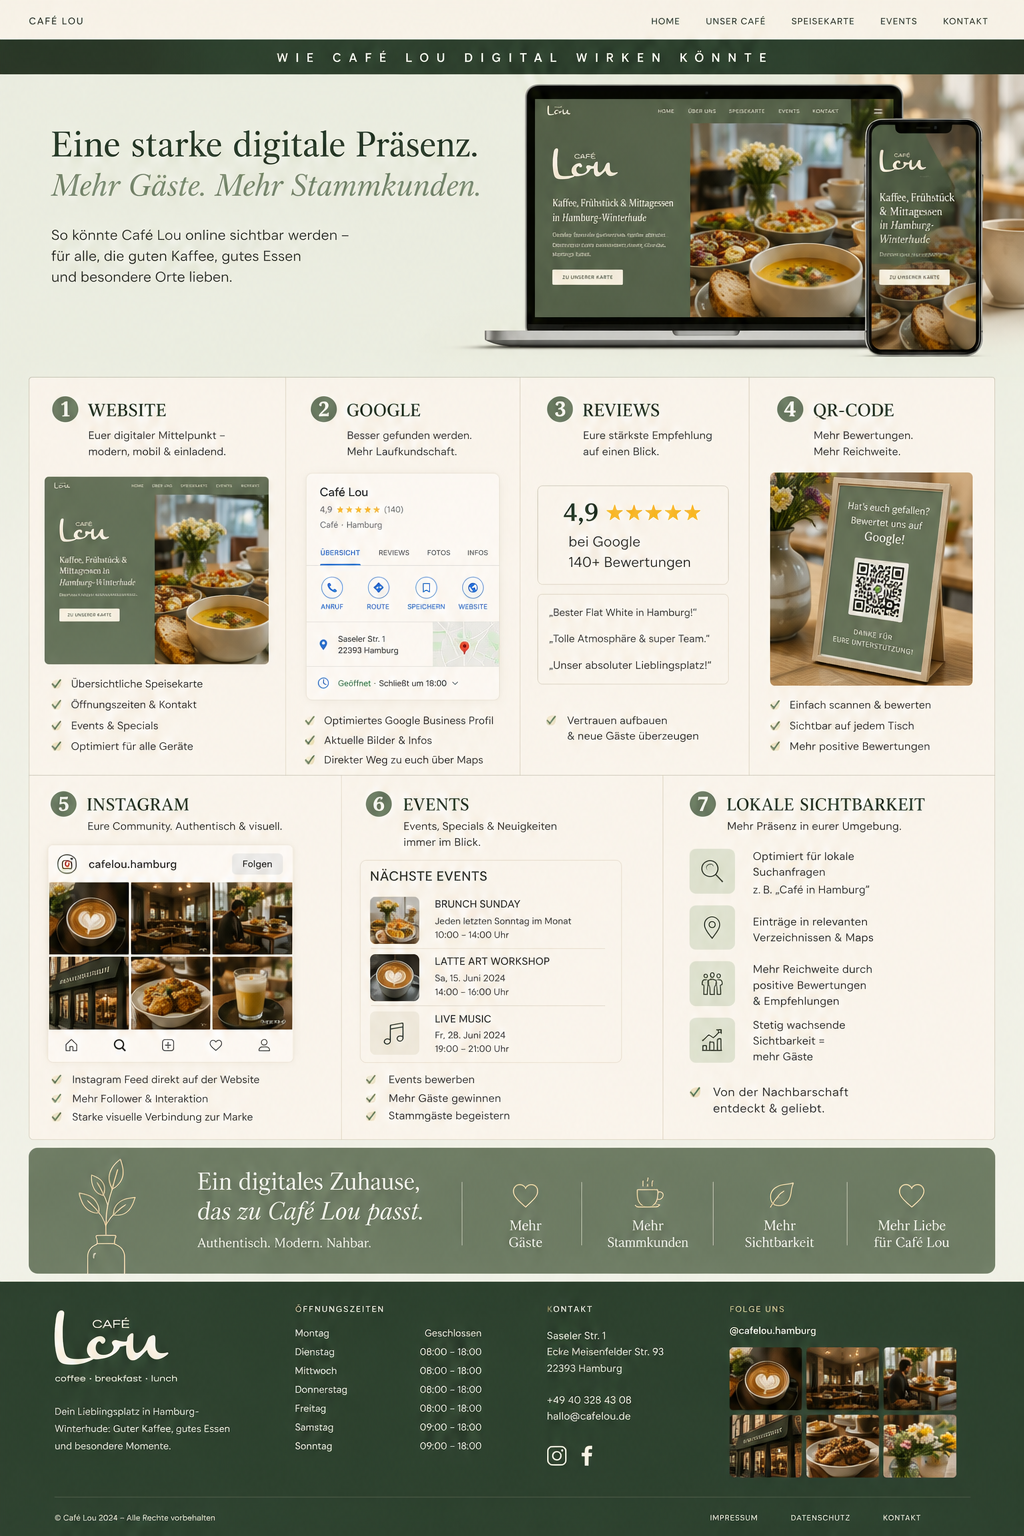 CAFÉ LOU
HOME
UNSER CAFÉ
SPEISEKARTE
EVENTS
KONTAKT
WIE CAFÉ LOU DIGITAL WIRKEN KÖNNTE
Eine starke digitale Präsenz.
Mehr Gäste. Mehr Stammkunden.
So könnte Café Lou online sichtbar werden –
für alle, die guten Kaffee, gutes Essen
und besondere Orte lieben.
Lou
HOME
ÜBER UNS
SPEISEKARTE
EVENTS
KONTAKT
CAFÉ
Lou
Kaffee, Frühstück & Mittagessen
in Hamburg-Winterhude
ZU UNSERER KARTE
CAFÉ
Lou
Kaffee, Frühstück
& Mittagessen
in Hamburg-
Winterhude
ZU UNSERER KARTE
1 WEBSITE
Euer digitaler Mittelpunkt –
modern, mobil & einladend.
Lou
HOME
ÜBER UNS
SPEISEKARTE
EVENTS
CAFÉ
Lou
Kaffee, Frühstück &
Mittagessen in
Hamburg-Winterhude
ZU UNSERER KARTE
Übersichtliche Speisekarte
Öffnungszeiten & Kontakt
Events & Specials
Optimiert für alle Geräte
2 GOOGLE
Besser gefunden werden.
Mehr Laufkundschaft.
Café Lou
4,9 ★★★★★ (140)
Café · Hamburg
ÜBERSICHT
REVIEWS
FOTOS
INFOS
ANRUF
ROUTE
SPEICHERN
WEBSITE
Saseler Str. 1
22393 Hamburg
Geöffnet · Schließt um 18:00
Optimiertes Google Business Profil
Aktuelle Bilder & Infos
Direkter Weg zu euch über Maps
3 REVIEWS
Eure stärkste Empfehlung
auf einen Blick.
4,9 ★★★★★
bei Google
140+ Bewertungen
„Bester Flat White in Hamburg!“
„Tolle Atmosphäre & super Team.“
„Unser absoluter Lieblingsplatz!“
Vertrauen aufbauen
& neue Gäste überzeugen
4 QR-CODE
Mehr Bewertungen.
Mehr Reichweite.
Hat's euch gefallen?
Bewertet uns auf
Google!
DANKE FÜR
EURE UNTERSTÜTZUNG!
Einfach scannen & bewerten
Sichtbar auf jedem Tisch
Mehr positive Bewertungen
5 INSTAGRAM
Eure Community. Authentisch & visuell.
cafelou.hamburg
Folgen
Instagram Feed direkt auf der Website
Mehr Follower & Interaktion
Starke visuelle Verbindung zur Marke
6 EVENTS
Events, Specials & Neuigkeiten
immer im Blick.
NÄCHSTE EVENTS
BRUNCH SUNDAY
Jeden letzten Sonntag im Monat
10:00 – 14:00 Uhr
LATTE ART WORKSHOP
Sa, 15. Juni 2024
14:00 – 16:00 Uhr
LIVE MUSIC
Fr, 28. Juni 2024
19:00 – 21:00 Uhr
Events bewerben
Mehr Gäste gewinnen
Stammgäste begeistern
7 LOKALE SICHTBARKEIT
Mehr Präsenz in eurer Umgebung.
Optimiert für lokale
Suchanfragen
z. B. „Café in Hamburg“
Einträge in relevanten
Verzeichnissen & Maps
Mehr Reichweite durch
positive Bewertungen
& Empfehlungen
Stetig wachsende
Sichtbarkeit =
mehr Gäste
Von der Nachbarschaft
entdeckt & geliebt.
Ein digitales Zuhause,
das zu Café Lou passt.
Authentisch. Modern. Nahbar.
Mehr
Gäste
Mehr
Stammkunden
Mehr
Sichtbarkeit
Mehr Liebe
für Café Lou
CAFÉ
Lou
coffee · breakfast · lunch
Dein Lieblingsplatz in Hamburg-
Winterhude: Guter Kaffee, gutes Essen
und besondere Momente.
ÖFFNUNGSZEITEN
Montag Geschlossen
Dienstag 08:00 – 18:00
Mittwoch 08:00 – 18:00
Donnerstag 08:00 – 18:00
Freitag 08:00 – 18:00
Samstag 09:00 – 18:00
Sonntag 09:00 – 18:00
KONTAKT
Saseler Str. 1
Ecke Meisenfelder Str. 93
22393 Hamburg
+49 40 328 43 08
hallo@cafelou.de
FOLGE UNS
@cafelou.hamburg
© Café Lou 2024 – Alle Rechte vorbehalten
IMPRESSUM
DATENSCHUTZ
KONTAKT